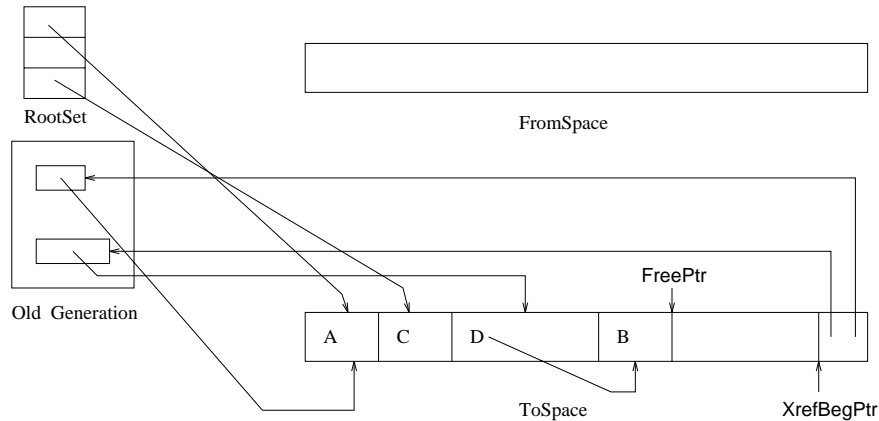 RootSet
FromSpace
Old Generation
FreePtr
A
C
D
B
ToSpace
XrefBegPtr